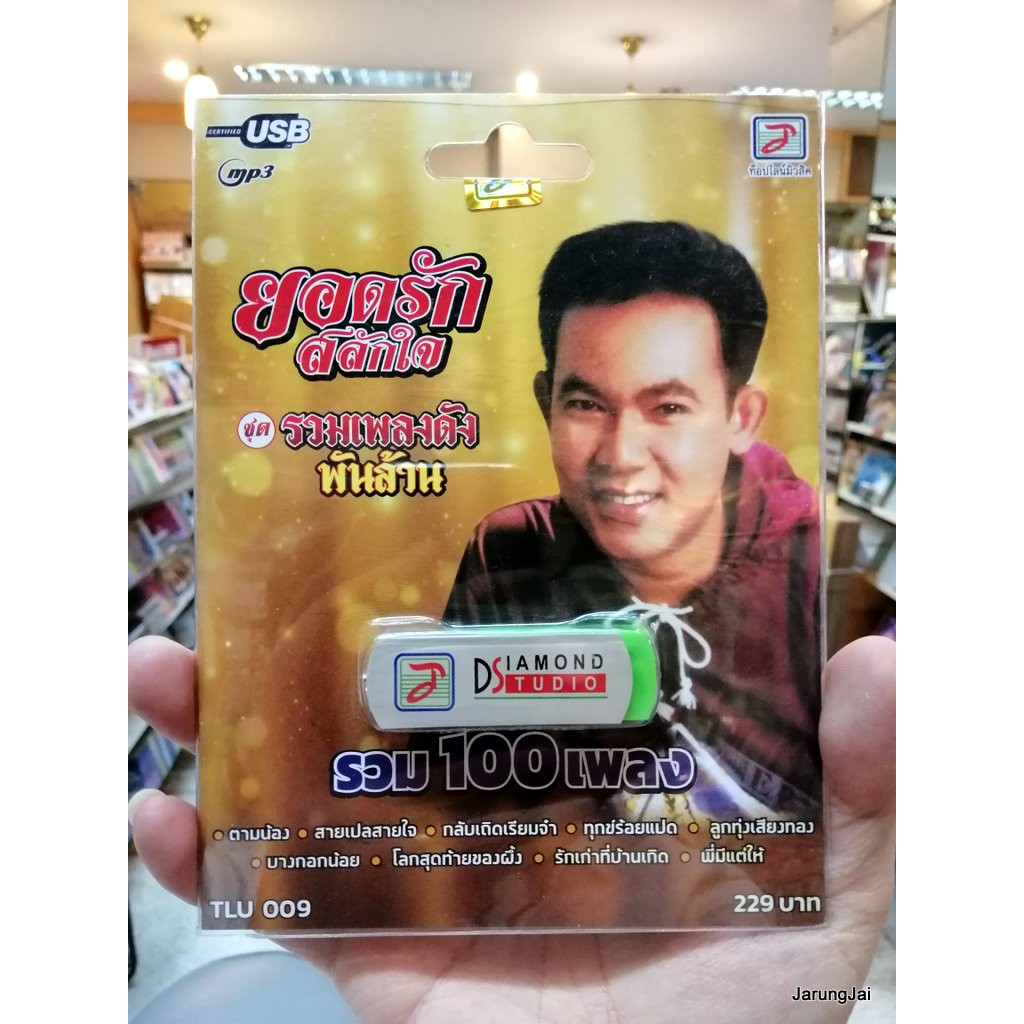 CERTIFIED USB
mp3
ท็อปไลน์มิวสิค
ยอดรัก
สลักใจ
ชุด รวมเพลงดัง
พันล้าน
DIAMOND
STUDIO
รวม 100 เพลง
• ตามน้อง • สายเปลสายใจ • กลับเถิดเรียมจ๋า • ทุกข์ร้อยแปด • ลูกทุ่งเสียงทอง
• บางกอกน้อย • โลกสุดท้ายของผึ้ง • รักเก่าที่บ้านเกิด • พี่มีแต่ให้
TLU 009
229 บาท
JarungJai